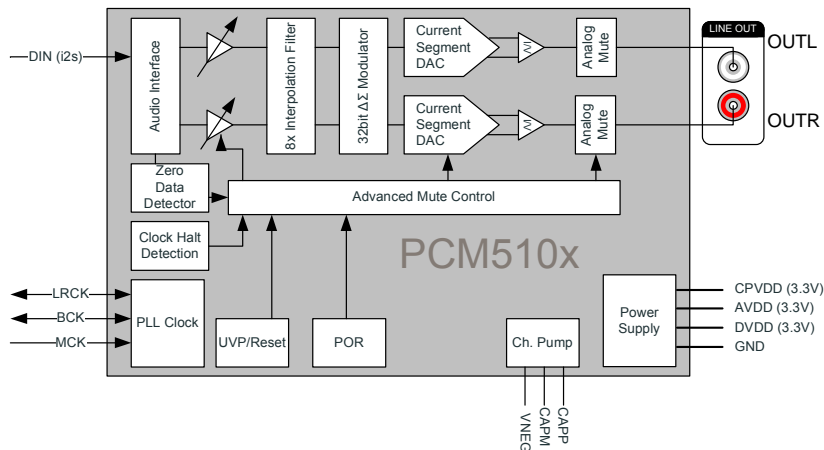 LINE OUT
OUTL
OUTR
DIN (i2s)
Audio Interface
8x Interpolation Filter
32bit ΔΣ Modulator
Current
Segment
DAC
Analog
Mute
Current
Segment
DAC
Analog
Mute
Zero
Data
Detector
Advanced Mute Control
Clock Halt
Detection
PCM510x
LRCK
BCK
MCK
PLL Clock
UVP/Reset
POR
Ch. Pump
Power
Supply
CPVDD (3.3V)
AVDD (3.3V)
DVDD (3.3V)
GND
VNEG
CAPM
CAPP